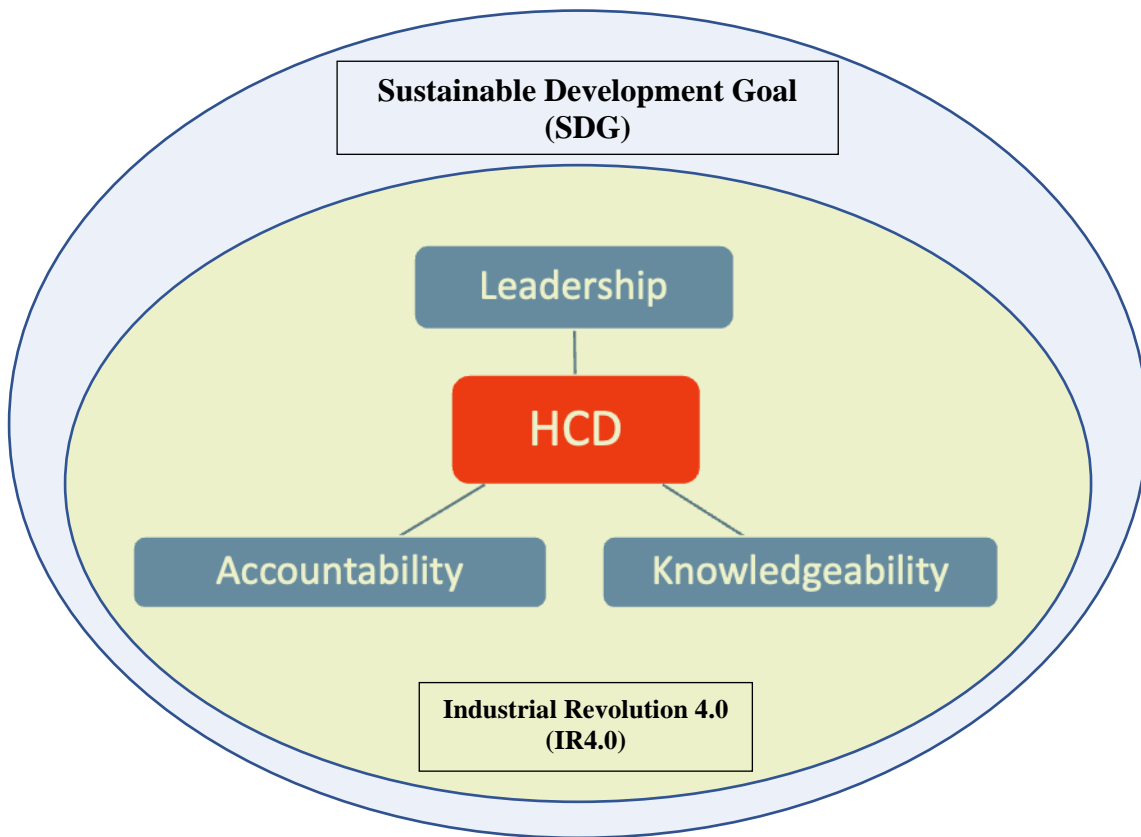 Sustainable Development Goal
(SDG)
Leadership
HCD
Accountability
Knowledgeability
Industrial Revolution 4.0
(IR4.0)